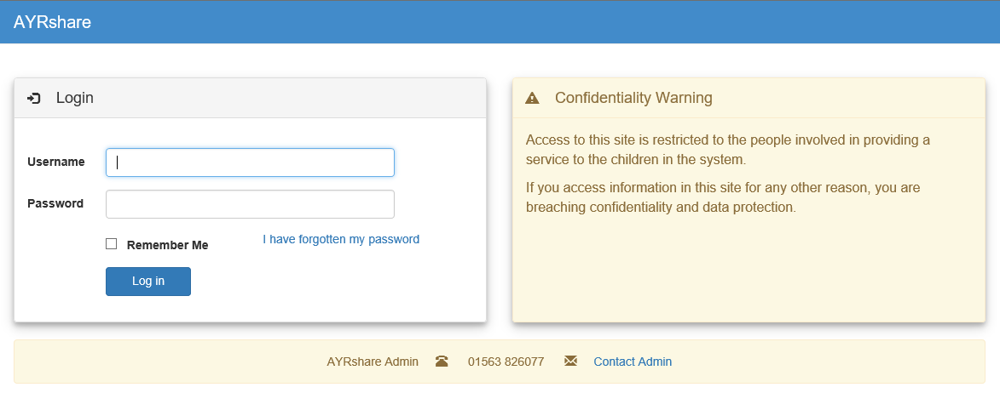 AYRshare
Login
Username
Password
Remember Me
I have forgotten my password
Log in
Confidentiality Warning
Access to this site is restricted to the people involved in providing a
service to the children in the system.
If you access information in this site for any other reason, you are
breaching confidentiality and data protection.
AYRshare Admin 01563 826077 Contact Admin